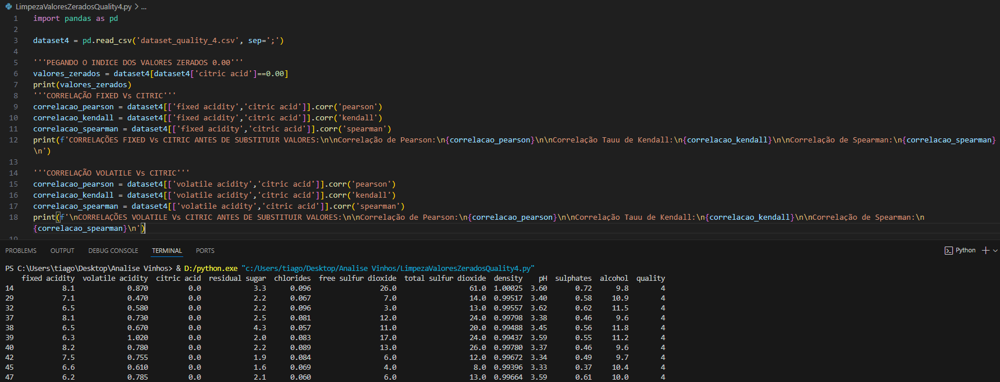 LimpezaValoresZeradosQuality4.py > ...
1 import pandas as pd
2
3 dataset4 = pd.read_csv('dataset_quality_4.csv', sep=';')
4
5 '''PEGANDO O INDICE DOS VALORES ZERADOS 0.00'''
6 valores_zerados = dataset4[dataset4['citric acid']==0.00]
7 print(valores_zerados)
8 '''CORRELAÇÃO FIXED Vs CITRIC'''
9 correlacao_pearson = dataset4[['fixed acidity','citric acid']].corr('pearson')
10 correlacao_kendall = dataset4[['fixed acidity','citric acid']].corr('kendall')
11 correlacao_spearman = dataset4[['fixed acidity','citric acid']].corr('spearman')
12 print(f'CORRELAÇÕES FIXED Vs CITRIC ANTES DE SUBSTITUIR VALORES:\n\nCorrelação de Pearson:\n{correlacao_pearson}\n\nCorrelação Tauu de Kendall:\n{correlacao_kendall}\n\nCorrelação de Spearman:\n{correlacao_spearman}
\n')
13
14 '''CORRELAÇÃO VOLATILE Vs CITRIC'''
15 correlacao_pearson = dataset4[['volatile acidity','citric acid']].corr('pearson')
16 correlacao_kendall = dataset4[['volatile acidity','citric acid']].corr('kendall')
17 correlacao_spearman = dataset4[['volatile acidity','citric acid']].corr('spearman')
18 print(f'\nCORRELAÇÕES VOLATILE Vs CITRIC ANTES DE SUBSTITUIR VALORES:\n\nCorrelação de Pearson:\n{correlacao_pearson}\n\nCorrelação Tauu de Kendall:\n{correlacao_kendall}\n\nCorrelação de Spearman:\n
{correlacao_spearman}\n')
19
PROBLEMS OUTPUT DEBUG CONSOLE TERMINAL PORTS Python
PS C:\Users\tiago\Desktop\Analise Vinhos> & D:/python.exe "c:/Users/tiago/Desktop/Analise Vinhos/LimpezaValoresZeradosQuality4.py"
fixed acidity volatile acidity citric acid residual sugar chlorides free sulfur dioxide total sulfur dioxide density pH sulphates alcohol quality
14 8.1 0.870 0.0 3.3 0.096 26.0 61.0 1.00025 3.60 0.72 9.8 4
29 7.1 0.470 0.0 2.2 0.067 7.0 14.0 0.99517 3.40 0.58 10.9 4
32 6.5 0.580 0.0 2.2 0.096 3.0 13.0 0.99557 3.62 0.62 11.5 4
37 8.1 0.730 0.0 2.5 0.081 12.0 24.0 0.99798 3.38 0.46 9.6 4
38 6.5 0.670 0.0 4.3 0.057 11.0 20.0 0.99488 3.45 0.56 11.8 4
39 6.3 1.020 0.0 2.0 0.083 17.0 24.0 0.99437 3.59 0.55 11.2 4
40 8.2 0.780 0.0 2.2 0.089 13.0 26.0 0.99780 3.37 0.46 9.6 4
42 7.5 0.755 0.0 1.9 0.084 6.0 12.0 0.99672 3.34 0.49 9.7 4
45 6.6 0.610 0.0 1.6 0.069 4.0 8.0 0.99396 3.33 0.37 10.4 4
47 6.2 0.785 0.0 2.1 0.060 6.0 13.0 0.99664 3.59 0.61 10.0 4